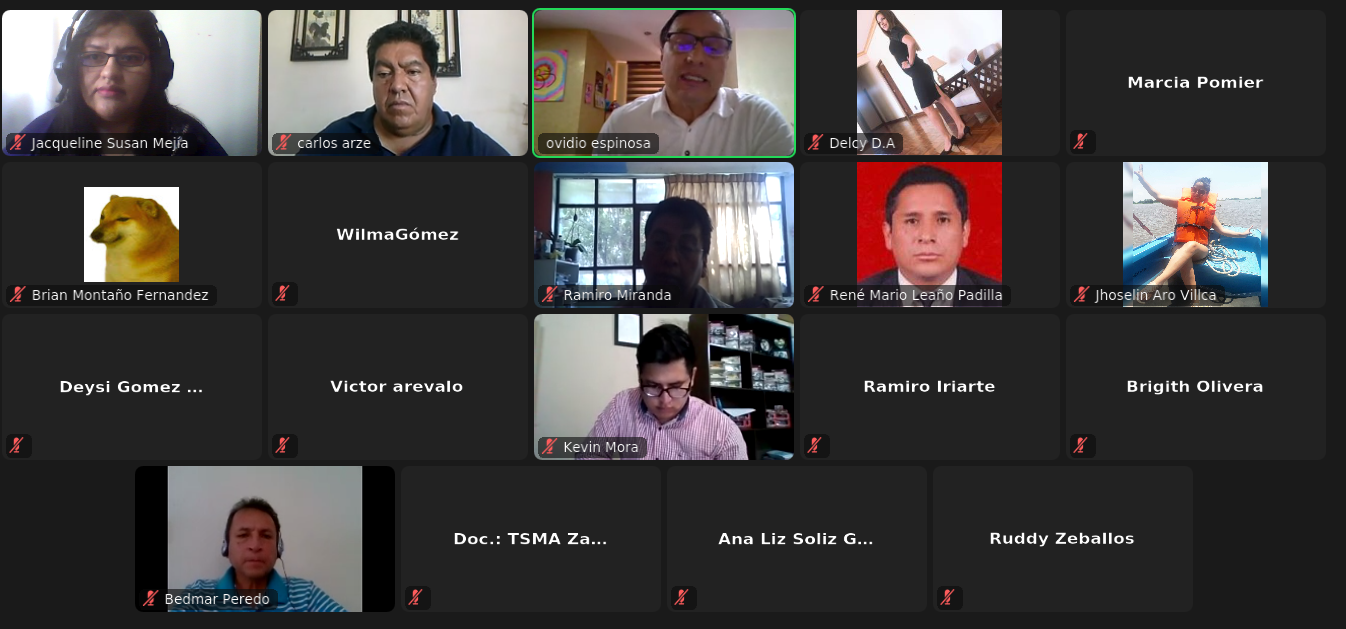 Jacqueline Susan Mejía
carlos arze
ovidio espinosa
Delcy D.A
Marcia Pomier
Brian Montaño Fernandez
WilmaGómez
Ramiro Miranda
René Mario Leaño Padilla
Jhoselin Aro Villca
Deysi Gomez ...
Victor arevalo
Kevin Mora
Ramiro Iriarte
Brigith Olivera
Bedmar Peredo
Doc.: TSMA Za...
Ana Liz Soliz G...
Ruddy Zeballos